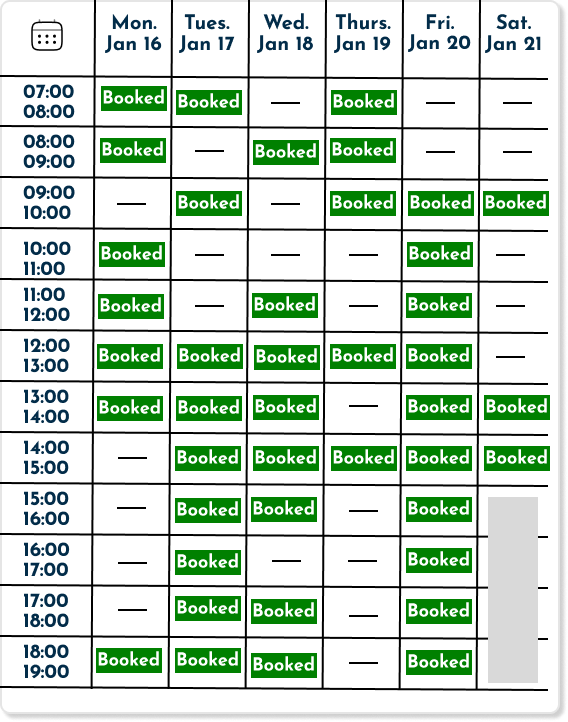 Mon. Tues. Wed. Thurs. Fri. Sat.
Jan 16 Jan 17 Jan 18 Jan 19 Jan 20 Jan 21
07:00 Booked Booked — Booked — —
08:00
08:00 Booked — Booked Booked — —
09:00
09:00 — Booked — Booked Booked Booked
10:00
10:00 Booked — — — Booked —
11:00
11:00 Booked — Booked — Booked —
12:00
12:00 Booked Booked Booked Booked Booked —
13:00
13:00 Booked Booked Booked — Booked Booked
14:00
14:00 — Booked Booked Booked Booked Booked
15:00
15:00 — Booked Booked — Booked
16:00
16:00 — Booked — — Booked
17:00
17:00 — Booked Booked — Booked
18:00
18:00 Booked Booked Booked — Booked
19:00